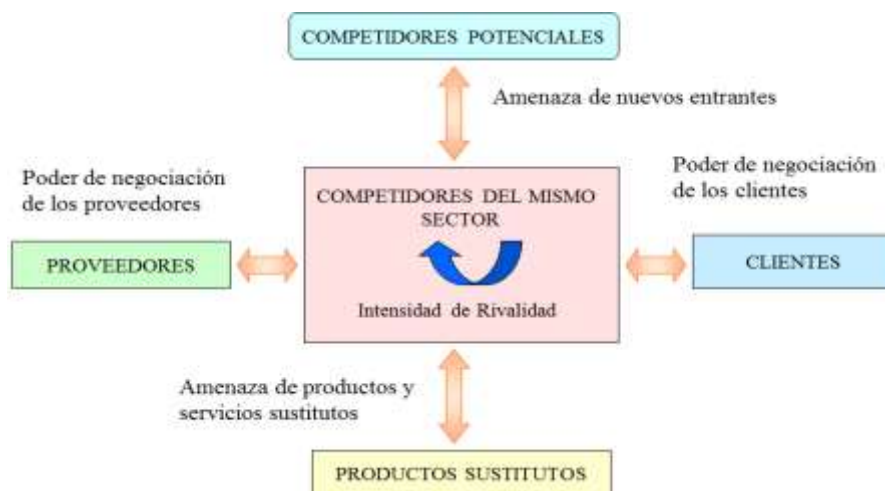 COMPETIDORES POTENCIALES
Amenaza de nuevos entrantes
Poder de negociación
de los proveedores
COMPETIDORES DEL MISMO
SECTOR
Poder de negociación
de los clientes
PROVEEDORES
CLIENTES
Intensidad de Rivalidad
Amenaza de productos y
servicios sustitutos
PRODUCTOS SUSTITUTOS